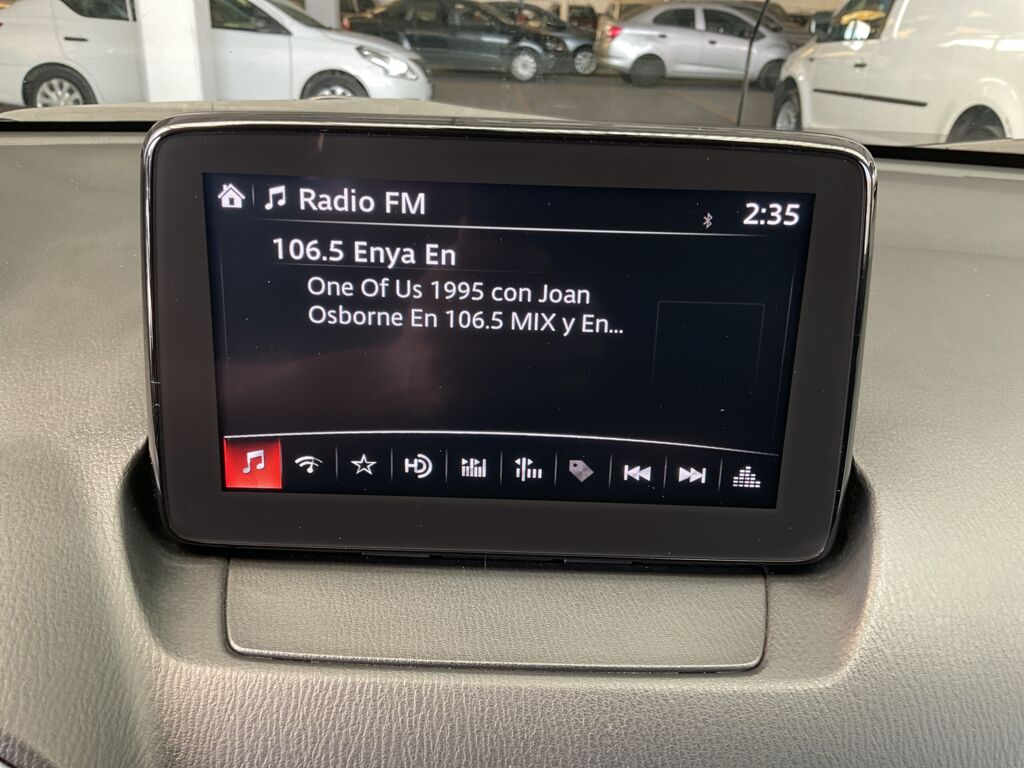 Radio FM
2:35
106.5 Enya En
One Of Us 1995 con Joan
Osborne En 106.5 MIX y En...
HD